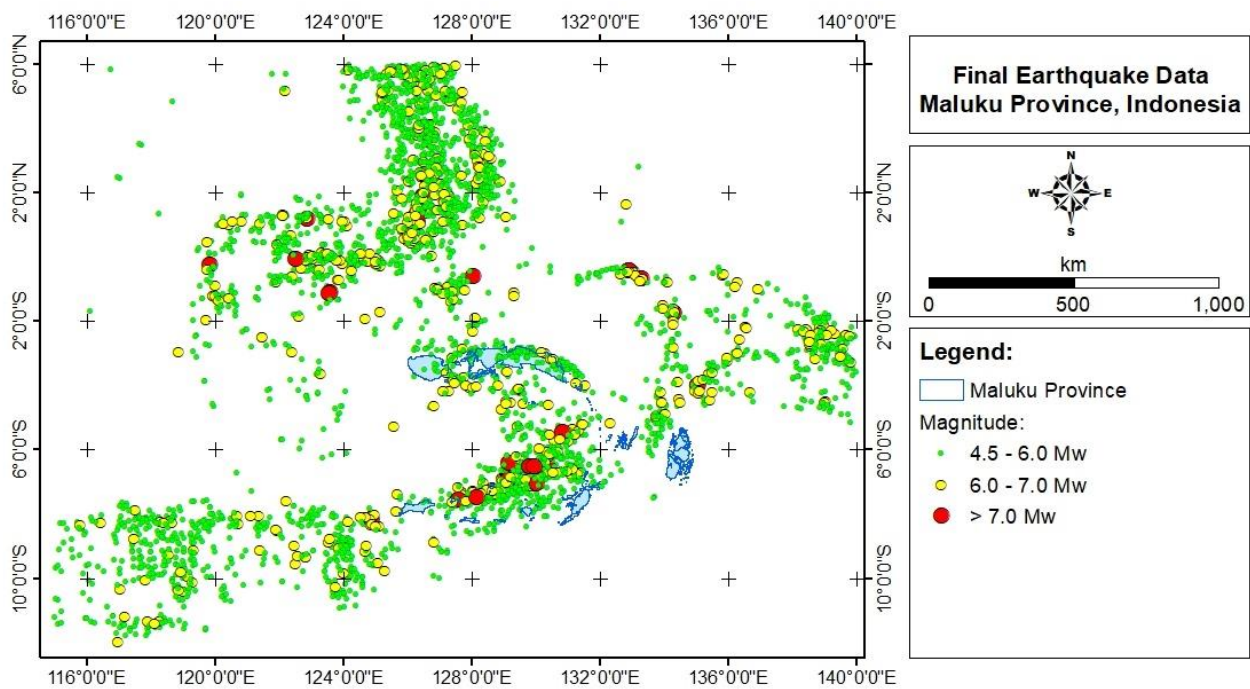 116°0'0"E 120°0'0"E 124°0'0"E 128°0'0"E 132°0'0"E 136°0'0"E 140°0'0"E
6°0'0"N
2°0'0"N
2°0'0"S
6°0'0"S
10°0'0"S
6°0'0"N
2°0'0"N
2°0'0"S
6°0'0"S
10°0'0"S
116°0'0"E 120°0'0"E 124°0'0"E 128°0'0"E 132°0'0"E 136°0'0"E 140°0'0"E
Final Earthquake Data
Maluku Province, Indonesia
N
W E
S
km
0 500 1,000
Legend:
Maluku Province
Magnitude:
4.5 - 6.0 Mw
6.0 - 7.0 Mw
> 7.0 Mw